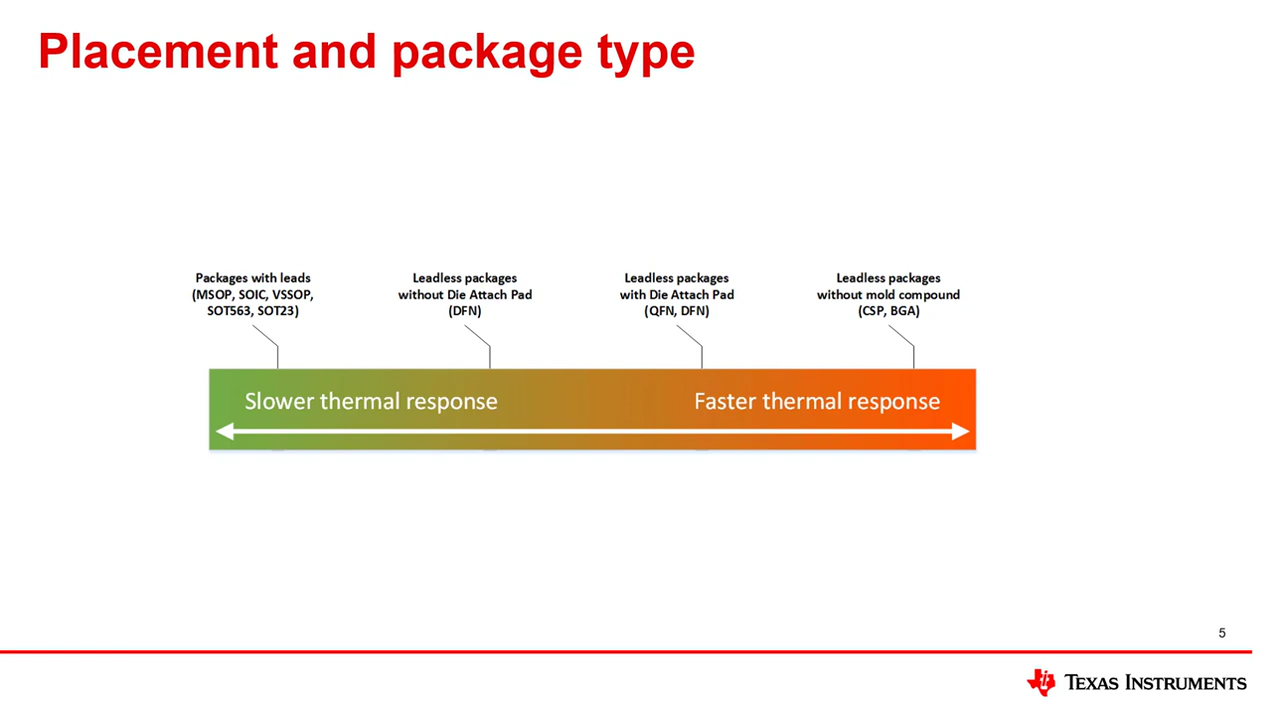 Placement and package type
Packages with leads
(MSOP, SOIC, VSSOP,
SOT563, SOT23)
Leadless packages
without Die Attach Pad
(DFN)
Leadless packages
with Die Attach Pad
(QFN, DFN)
Leadless packages
without mold compound
(CSP, BGA)
Slower thermal response
Faster thermal response
5
TEXAS INSTRUMENTS